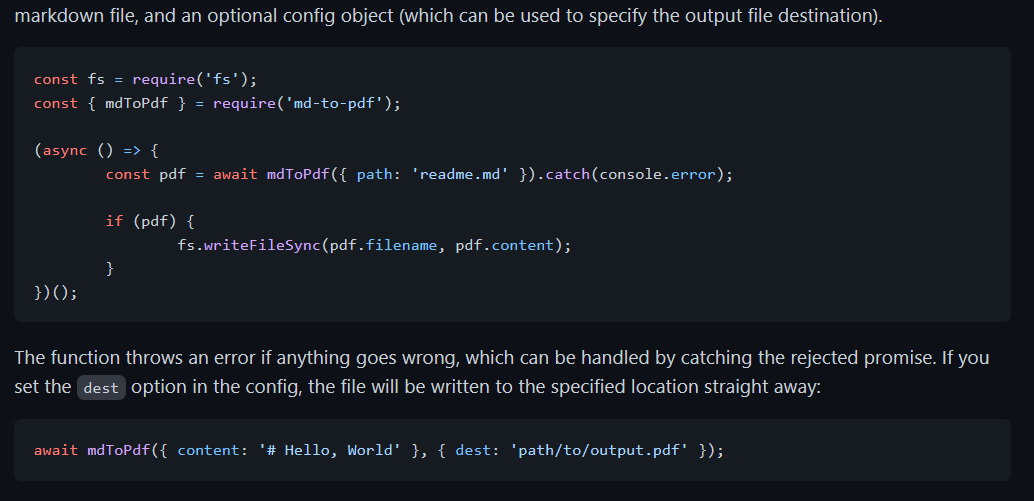 markdown file, and an optional config object (which can be used to specify the output file destination).
const fs = require('fs');
const { mdToPdf } = require('md-to-pdf');
(async () => {
const pdf = await mdToPdf({ path: 'readme.md' }).catch(console.error);
if (pdf) {
fs.writeFileSync(pdf.filename, pdf.content);
}
})();
The function throws an error if anything goes wrong, which can be handled by catching the rejected promise. If you
set the dest option in the config, the file will be written to the specified location straight away:
await mdToPdf({ content: '# Hello, World' }, { dest: 'path/to/output.pdf' });